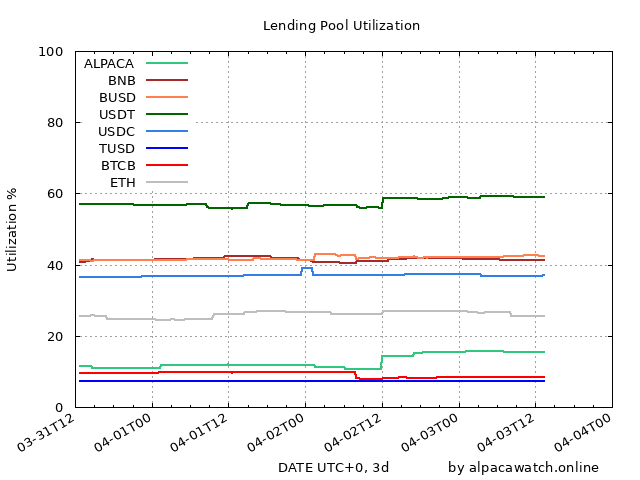 Lending Pool Utilization
100
80
60
40
20
0
Utilization %
ALPACA
BNB
BUSD
USDT
USDC
TUSD
BTCB
ETH
03-31T12
04-01T00
04-01T12
04-02T00
04-02T12
04-03T00
04-03T12
04-04T00
DATE UTC+0, 3d
by alpacawatch.online